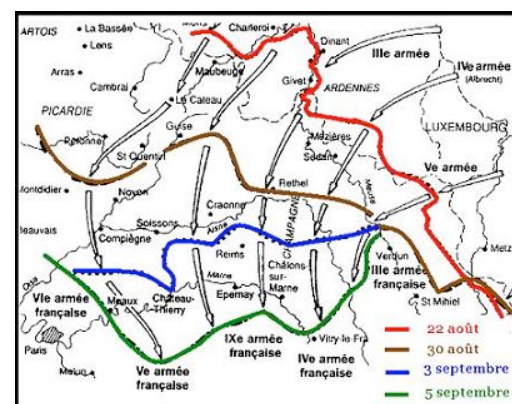 ARTOIS
La Bassée
Lens
Mons
Charleroi
Dinant
IIIe armée
Arras
Maubeuge
Givet
ARDENNES
IVe armée
(Albrecht)
Cambrai
Le Cateau
PICARDIE
LUXEMBOURG
Guise
Mézières
Péronne
St Quentin
Sedan
Ve armée
Montdidier
Noyon
Rethel
Meuse
Craonne
Beauvais
Compiègne
Soissons
Aisne
CHAMPAGNE
Reims
Verdun
Metz
Oise
Marne
Châlons-
sur-
Marne
IIIe armée
française
VIe armée
française
Meaux
Château-
Thierry
Epernay
St Mihiel
Paris
IXe armée
française
Vitry-le-Fra
IVe armée
française
Melun
Ve armée
française
22 août
30 août
3 septembre
5 septembre